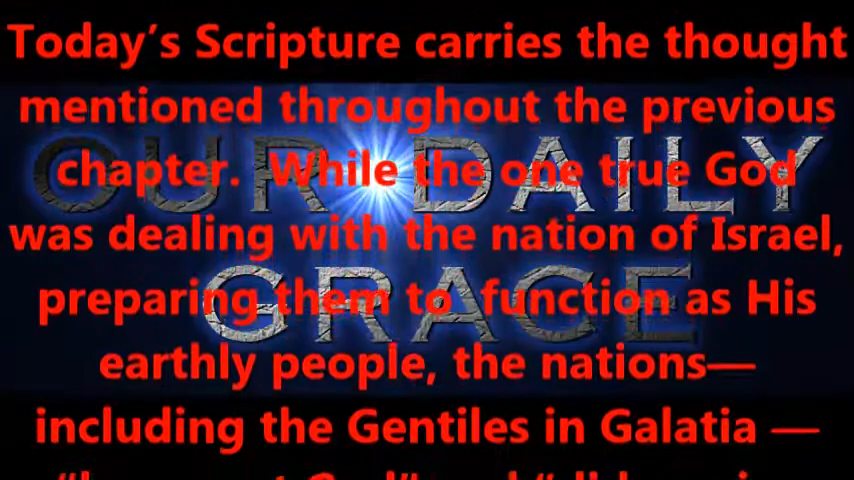 Today’s Scripture carries the thought
mentioned throughout the previous
chapter. While the one true God
was dealing with the nation of Israel,
preparing them to function as His
earthly people, the nations—
including the Gentiles in Galatia —
OUR DAILY
GRACE